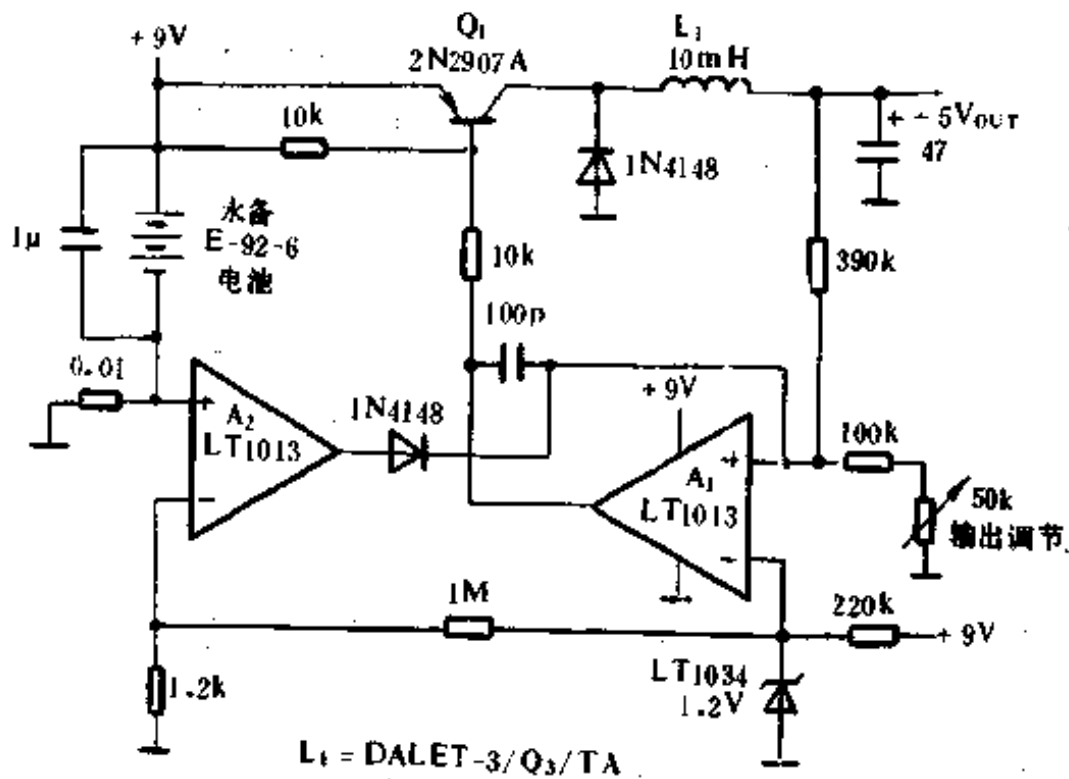 Q₁
2N2907A
L₁
10mH
+9V
10k
+ -5VOUT
47
1N4148
1μ
永备
E-92-6
电池
10k
390k
100p
0.01
+
A₂
LT1013
-
1N4148
+9V
+
A₁
LT1013
-
100k
50k
输出调节
1M
220k
+9V
1.2k
LT1034
1.2V
L₁ = DALET-3/Q₃/TA